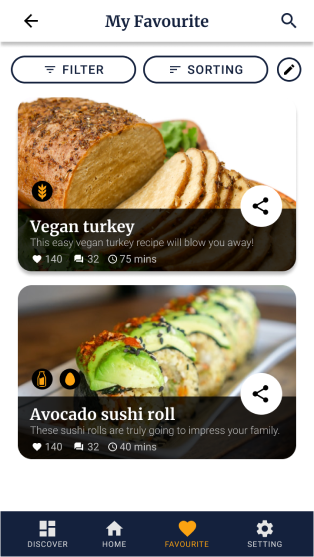 My Favourite
FILTER
SORTING
Vegan turkey
This easy vegan turkey recipe will blow you away!
140 32 75 mins
Avocado sushi roll
These sushi rolls are truly going to impress your family.
140 32 40 mins
DISCOVER HOME FAVOURITE SETTING